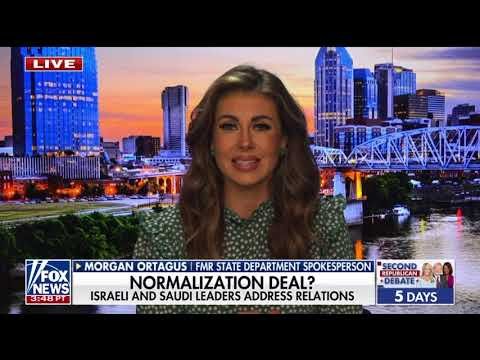 LIVE
MORGAN ORTAGUS | FMR STATE DEPARTMENT SPOKESPERSON
FOX
NEWS
3:48 PT
NORMALIZATION DEAL?
ISRAELI AND SAUDI LEADERS ADDRESS RELATIONS
SECOND
REPUBLICAN
DEBATE
5 DAYS